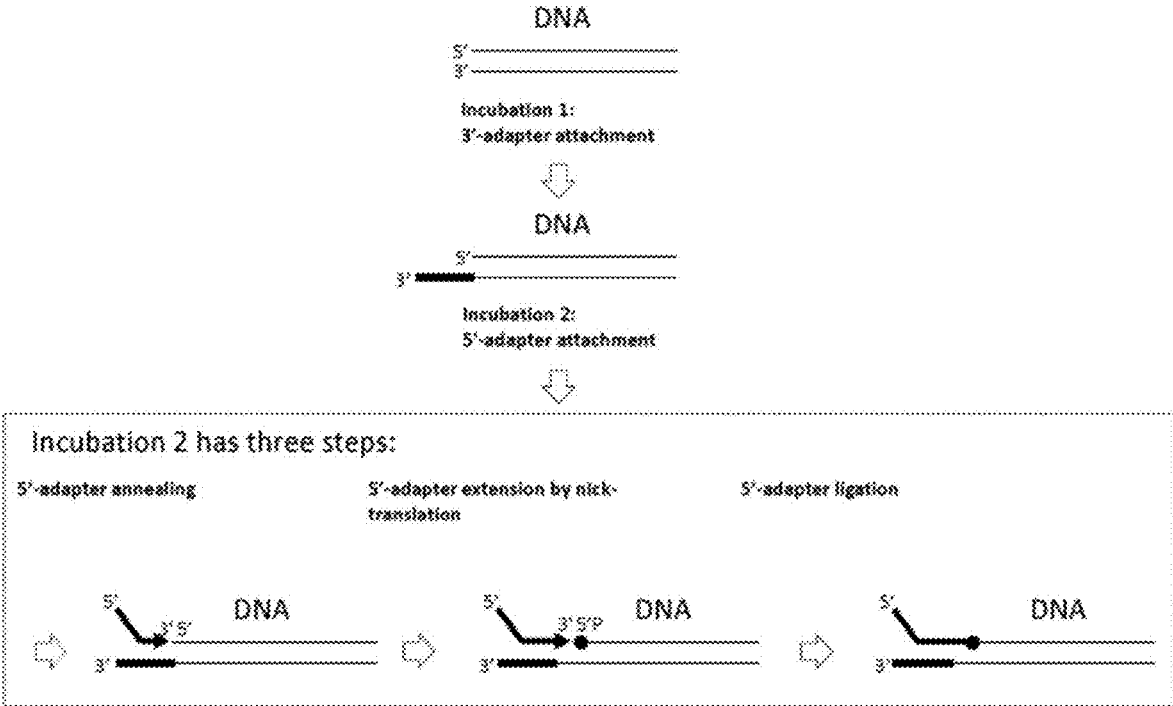 DNA
5'
3'
Incubation 1:
3'-adapter attachment
DNA
5'
3'
Incubation 2:
5'-adapter attachment
Incubation 2 has three steps:
5'-adapter annealing
5'-adapter extension by nick-
translation
5'-adapter ligation
5'
3' 5'
DNA
3'
5'
3' 5'P
DNA
3'
5'
DNA
3'